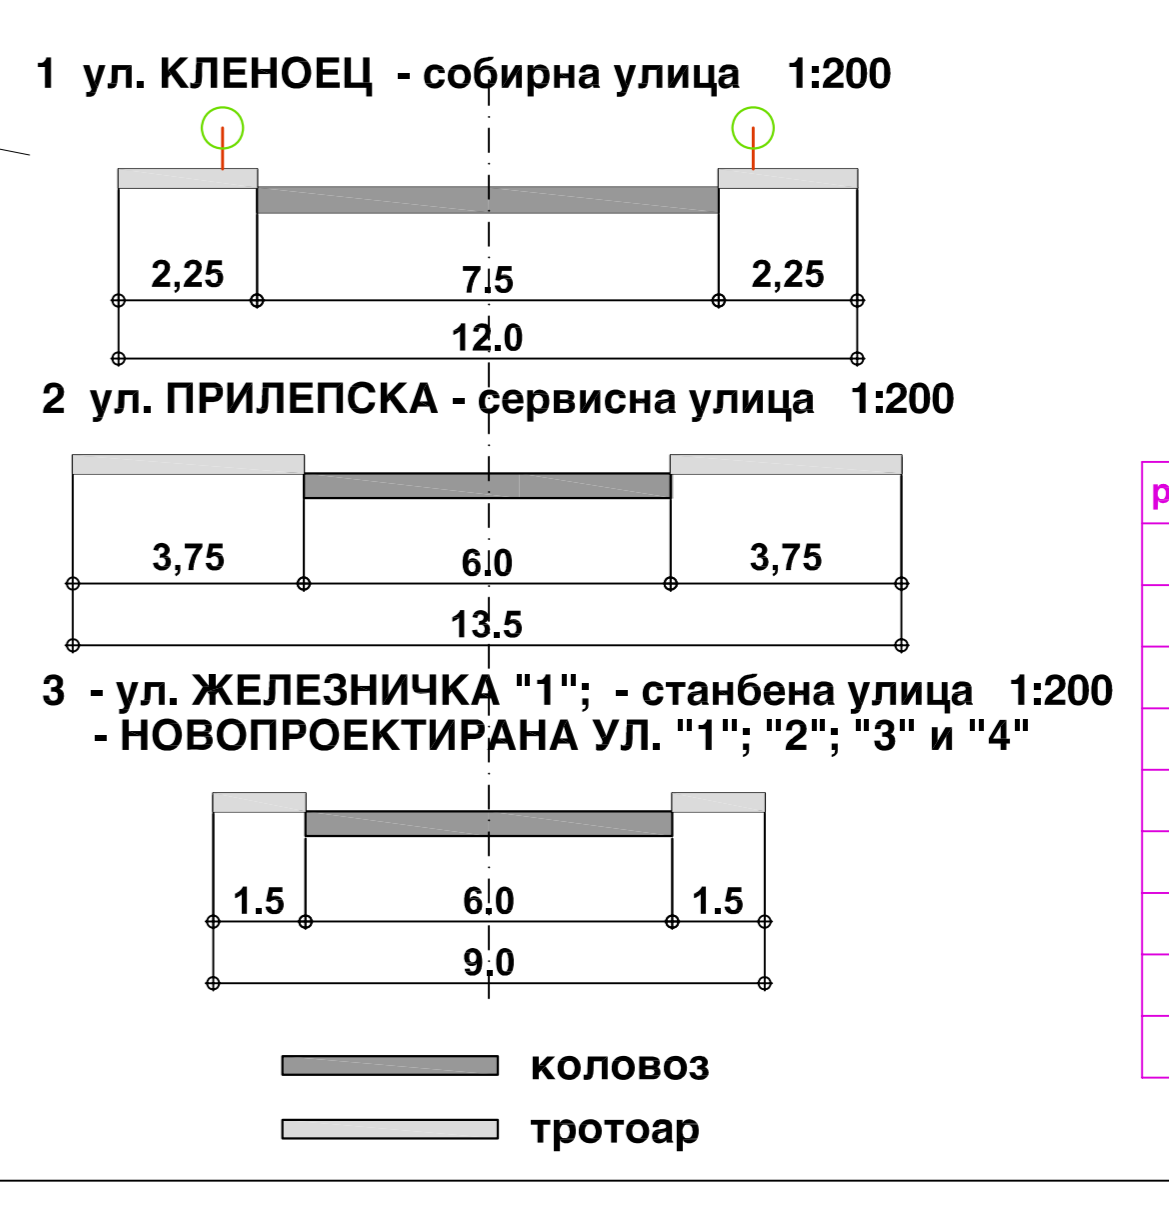 1 ул. КЛЕНОЕЦ - собирна улица 1:200
2,25 7.5 2,25
12.0
2 ул. ПРИЛЕПСКА - сервисна улица 1:200
3,75 6.0 3,75
13.5
3 - ул. ЖЕЛЕЗНИЧКА "1"; - станбена улица 1:200
- НОВОПРОЕКТИРАНА УЛ. "1"; "2"; "3" и "4"
1.5 6.0 1.5
9.0
коловоз
тротоар